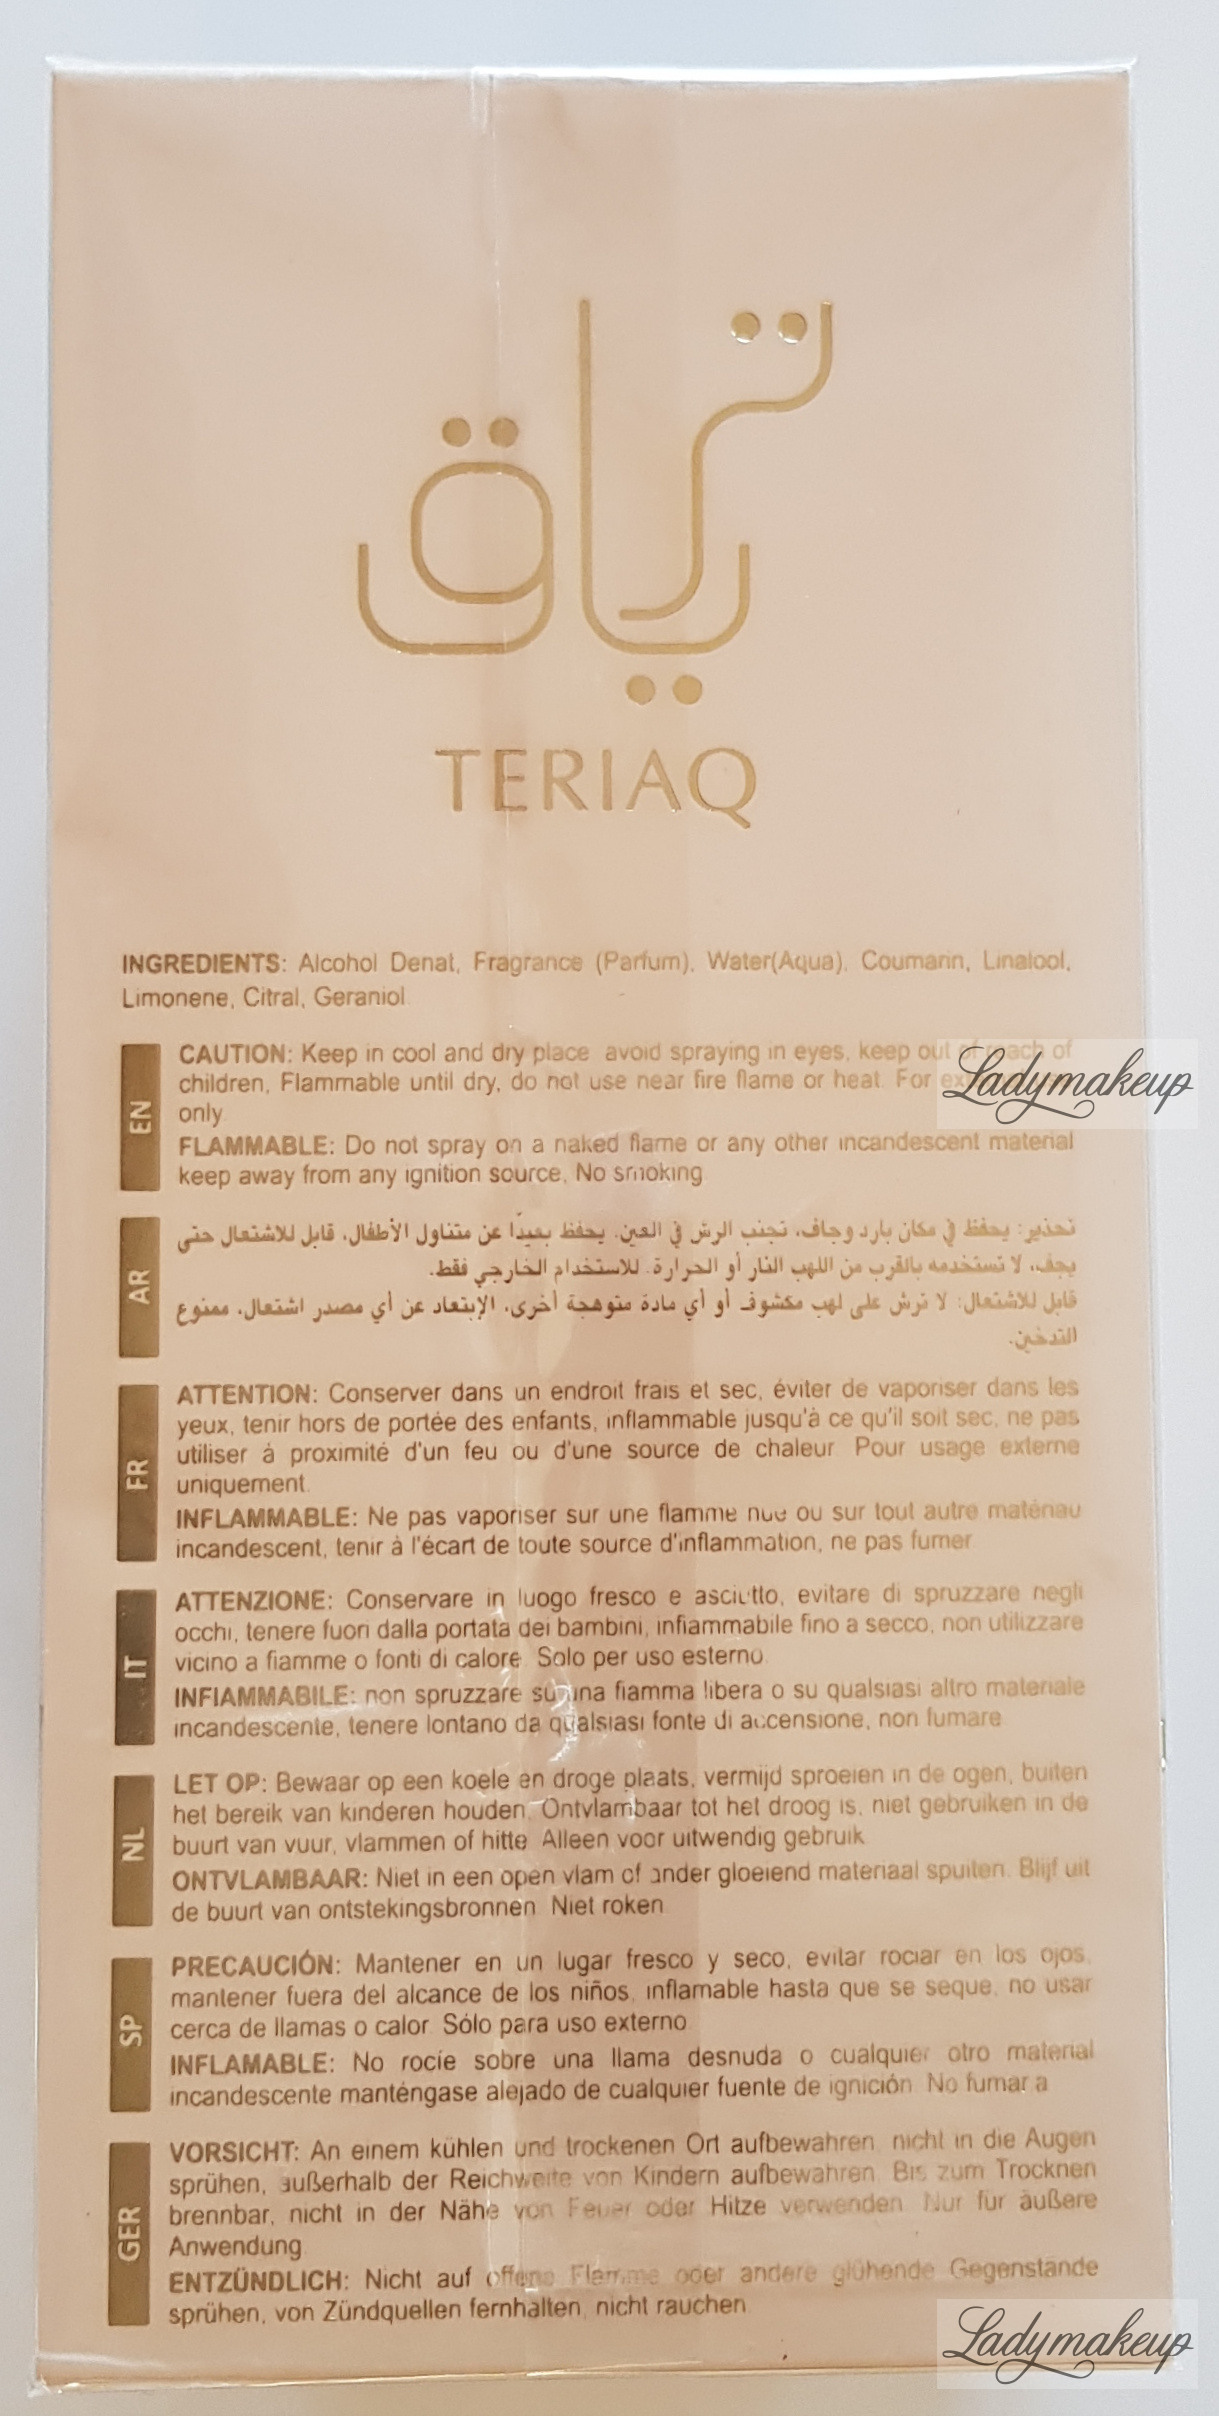 ترياق
TERIAQ
INGREDIENTS: Alcohol Denat, Fragrance (Parfum), Water(Aqua), Coumarin, Linalool,
Limonene, Citral, Geraniol
EN
CAUTION: Keep in cool and dry place avoid spraying in eyes, keep out of reach of
children, Flammable until dry, do not use near fire flame or heat. For
only.
FLAMMABLE: Do not spray on a naked flame or any other incandescent material
keep away from any ignition source, No smoking
AR
تحذير: يحفظ في مكان بارد وجاف، تجنب الرش في العين. يحفظ بعيدًا عن متناول الأطفال، قابل للاشتعال حتى
يجف، لا تستخدمه بالقرب من اللهب النار أو الحرارة. للاستخدام الخارجي فقط.
قابل للاشتعال: لا ترش على لهب مكشوف أو أي مادة متوهجة أخرى، الإبتعاد عن أي مصدر اشتعال، ممنوع
التدخين.
FR
ATTENTION: Conserver dans un endroit frais et sec, éviter de vaporiser dans les
yeux, tenir hors de portée des enfants, inflammable jusqu'à ce qu'il soit sec, ne pas
utiliser à proximité d'un feu ou d'une source de chaleur Pour usage externe
uniquement.
INFLAMMABLE: Ne pas vaporiser sur une flamme nue ou sur tout autre matériau
incandescent, tenir à l'écart de toute source d'inflammation, ne pas fumer
IT
ATTENZIONE: Conservare in luogo fresco e asciutto, evitare di spruzzare negli
occhi, tenere fuori dalla portata dei bambini, infiammabile fino a secco, non utilizzare
vicino a fiamme o fonti di calore. Solo per uso esterno.
INFIAMMABILE: non spruzzare su una fiamma libera o su qualsiasi altro materiale
incandescente, tenere lontano da qualsiasi fonte di accensione, non fumare
NL
LET OP: Bewaar op een koele en droge plaats, vermijd sproeien in de ogen, buiten
het bereik van kinderen houden, Ontvlambaar tot het droog is, niet gebruiken in de
buurt van vuur, vlammen of hitte Alleen voor uitwendig gebruik
ONTVLAMBAAR: Niet in een open vlam of ander gloeiend materiaal spuiten. Blijf uit
de buurt van ontstekingsbronnen Niet roken
SP
PRECAUCIÓN: Mantener en un lugar fresco y seco, evitar rociar en los ojos,
mantener fuera del alcance de los niños, inflamable hasta que se seque, no usar
cerca de llamas o calor Sólo para uso externo
INFLAMABLE: No rocíe sobre una llama desnuda o cualquier otro material
incandescente manténgase alejado de cualquier fuente de ignición No fumar a
GER
VORSICHT: An einem kühlen und trockenen Ort aufbewahren, nicht in die Augen
sprühen, außerhalb der Reichweite von Kindern aufbewahren. Bis zum Trocknen
brennbar, nicht in der Nähe von Feuer oder Hitze verwenden. Nur für äußere
Anwendung
ENTZÜNDLICH: Nicht auf offene Flamme oder andere glühende Gegenstände
sprühen, von Zündquellen fernhalten, nicht rauchen
Ladymakeup
Ladymakeup